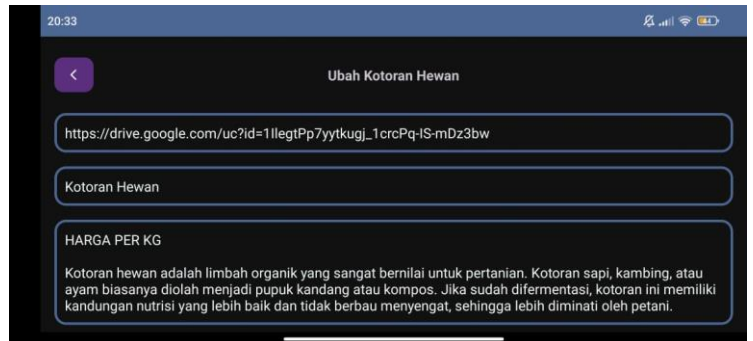 20:33
44
Ubah Kotoran Hewan
https://drive.google.com/uc?id=1IlegtPp7yytkugj_1crcPq-IS-mDz3bw
Kotoran Hewan
HARGA PER KG
Kotoran hewan adalah limbah organik yang sangat bernilai untuk pertanian. Kotoran sapi, kambing, atau
ayam biasanya diolah menjadi pupuk kandang atau kompos. Jika sudah difermentasi, kotoran ini memiliki
kandungan nutrisi yang lebih baik dan tidak berbau menyengat, sehingga lebih diminati oleh petani.